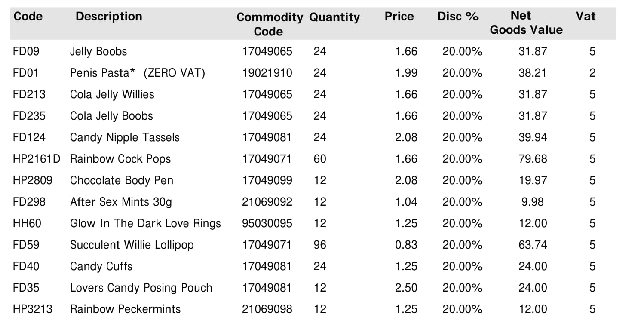 Code Description Commodity Code Quantity Price Disc % Net Goods Value Vat
FD09 Jelly Boobs 17049065 24 1.66 20.00% 31.87 5
FD01 Penis Pasta* (ZERO VAT) 19021910 24 1.99 20.00% 38.21 2
FD213 Cola Jelly Willies 17049065 24 1.66 20.00% 31.87 5
FD235 Cola Jelly Boobs 17049065 24 1.66 20.00% 31.87 5
FD124 Candy Nipple Tassels 17049081 24 2.08 20.00% 39.94 5
HP2161D Rainbow Cock Pops 17049071 60 1.66 20.00% 79.68 5
HP2809 Chocolate Body Pen 17049099 12 2.08 20.00% 19.97 5
FD298 After Sex Mints 30g 21069092 12 1.04 20.00% 9.98 5
HH60 Glow In The Dark Love Rings 95030095 12 1.25 20.00% 12.00 5
FD59 Succulent Willie Lollipop 17049071 96 0.83 20.00% 63.74 5
FD40 Candy Cuffs 17049081 24 1.25 20.00% 24.00 5
FD35 Lovers Candy Posing Pouch 17049081 12 2.50 20.00% 24.00 5
HP3213 Rainbow Peckermints 21069098 12 1.25 20.00% 12.00 5